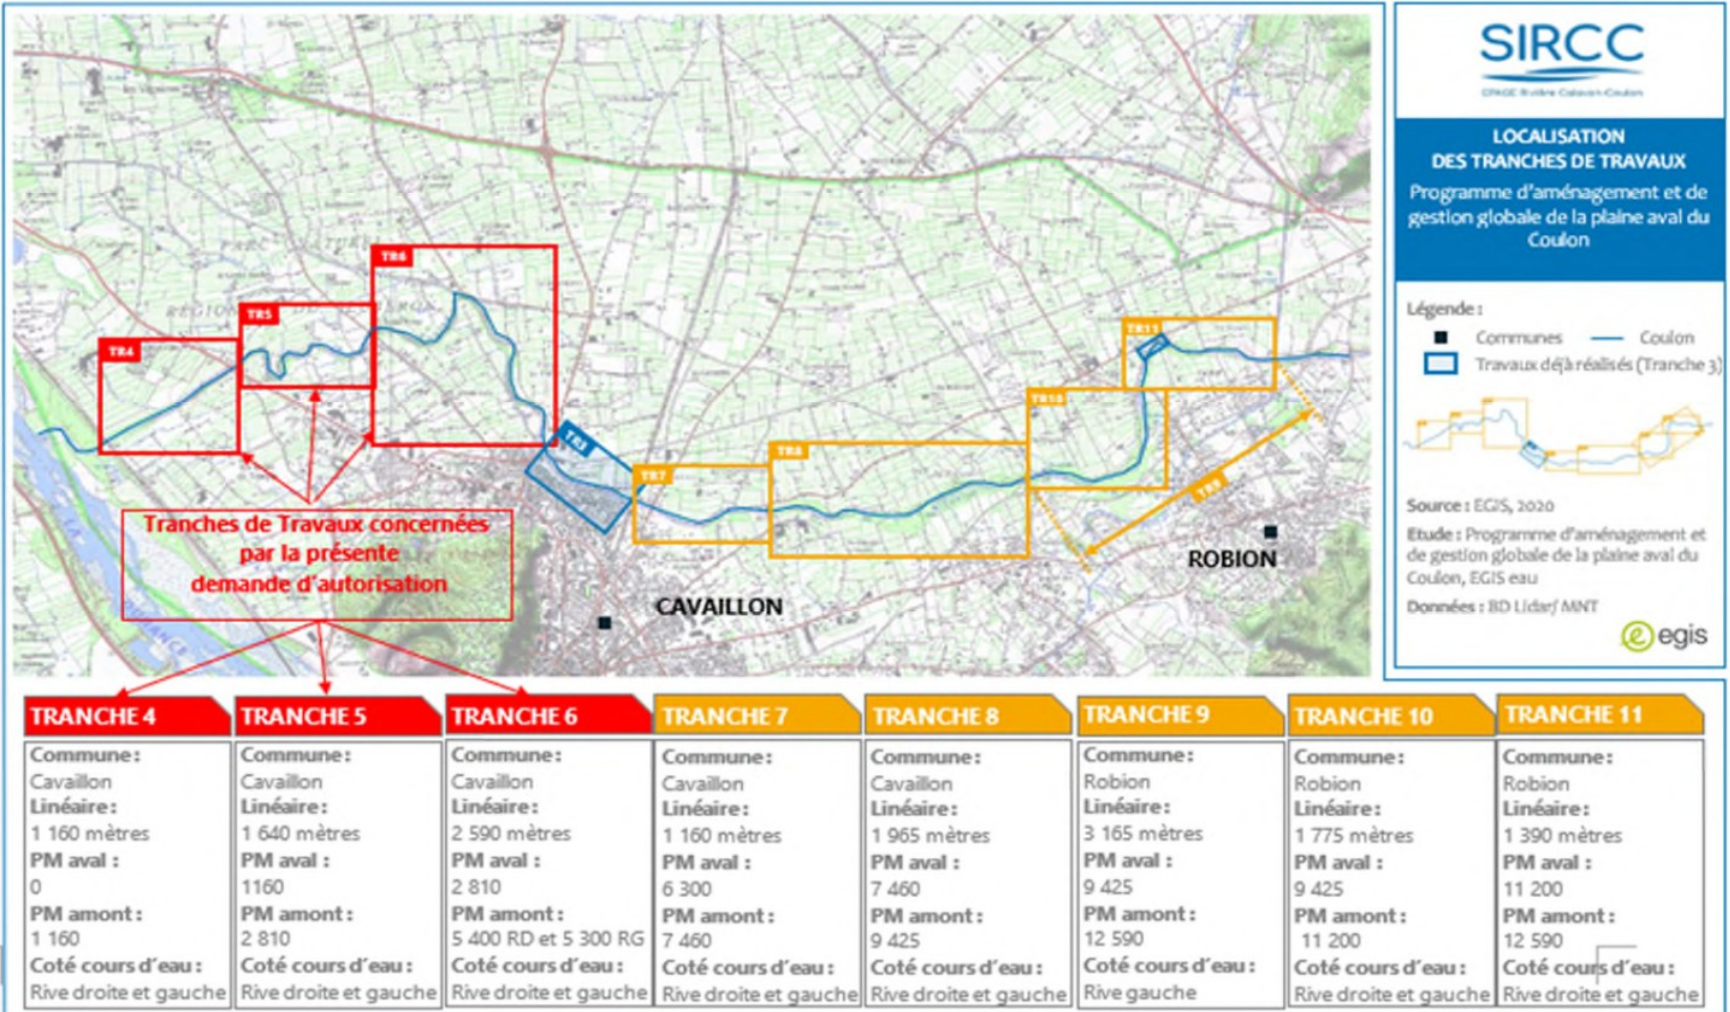 TR6
TR5
TR4
TR3
TR7
TR8
TR10
TR11
TR9
Tranches de Travaux concernées
par la présente
demande d'autorisation
CAVAILLON
ROBION
DURANCE
SIRCC
EPAGE Rivière Calavon-Coulon
LOCALISATION
DES TRANCHES DE TRAVAUX
Programme d'aménagement et de
gestion globale de la plaine aval du
Coulon
Légende :
Communes
Coulon
Travaux déjà réalisés (Tranche 3)
Source : EGIS, 2020
Etude : Programme d'aménagement et
de gestion globale de la plaine aval du
Coulon, EGIS eau
Données : BD Lidar/ MNT
egis
TRANCHE 4
Commune :
Cavaillon
Linéaire :
1 160 mètres
PM aval :
0
PM amont :
1 160
Coté cours d'eau :
Rive droite et gauche
TRANCHE 5
Commune :
Cavaillon
Linéaire :
1 640 mètres
PM aval :
1160
PM amont :
2 810
Coté cours d'eau :
Rive droite et gauche
TRANCHE 6
Commune :
Cavaillon
Linéaire :
2 590 mètres
PM aval :
2 810
PM amont :
5 400 RD et 5 300 RG
Coté cours d'eau :
Rive droite et gauche
TRANCHE 7
Commune :
Cavaillon
Linéaire :
1 160 mètres
PM aval :
6 300
PM amont :
7 460
Coté cours d'eau :
Rive droite et gauche
TRANCHE 8
Commune :
Cavaillon
Linéaire :
1 965 mètres
PM aval :
7 460
PM amont :
9 425
Coté cours d'eau :
Rive droite et gauche
TRANCHE 9
Commune :
Robion
Linéaire :
3 165 mètres
PM aval :
9 425
PM amont :
12 590
Coté cours d'eau :
Rive gauche
TRANCHE 10
Commune :
Robion
Linéaire :
1 775 mètres
PM aval :
9 425
PM amont :
11 200
Coté cours d'eau :
Rive droite et gauche
TRANCHE 11
Commune :
Robion
Linéaire :
1 390 mètres
PM aval :
11 200
PM amont :
12 590
Coté cours d'eau :
Rive droite et gauche